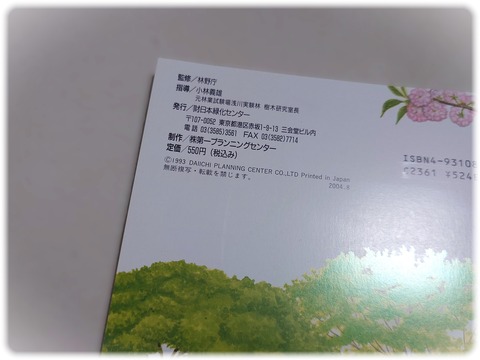 監修／林野庁
指導／小林義雄
元林業試験場浅川実験林 樹木研究室長
発行／財日本緑化センター
〒107-0052 東京都港区赤坂1-9-13 三会堂ビル内
電話 03(3585)3561 FAX 03(3582)7714
制作／㈱第一プランニングセンター
定価／550円（税込み）
©1993 DAIICHI PLANNING CENTER CO.,LTD Printed in Japan
無断複写・転載を禁じます。
2004.
ISBN4-93108
C2361 ¥524